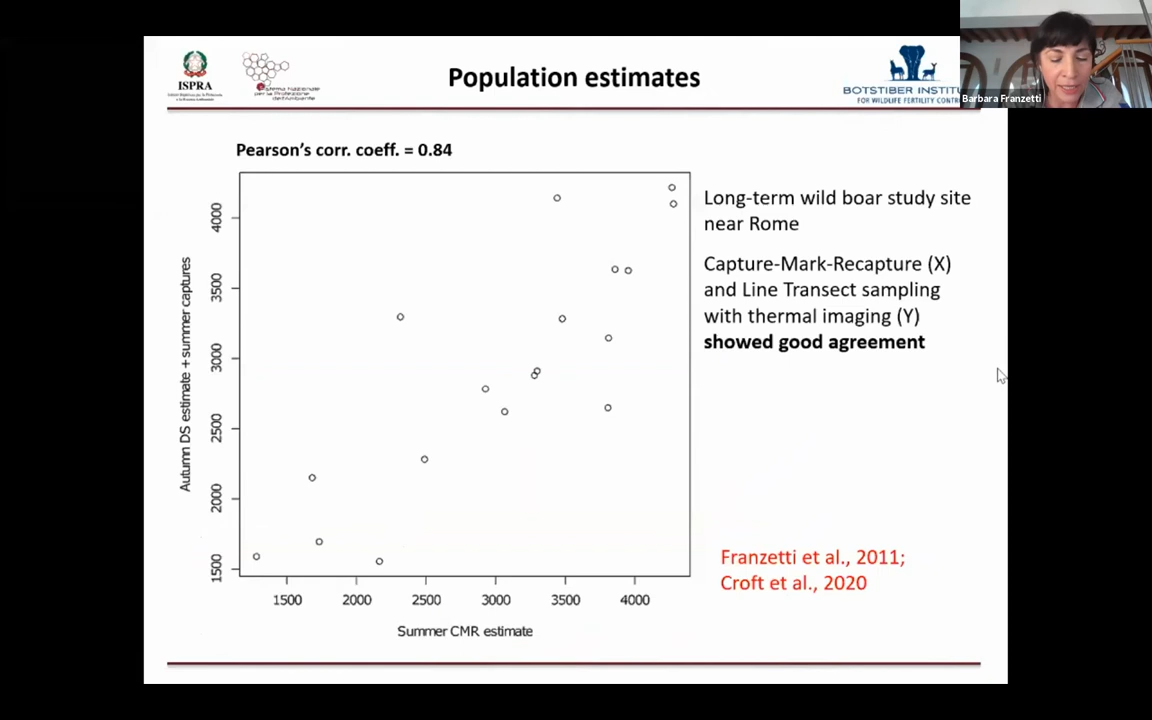 ISPRA
Population estimates
BOTSTIBER INSTITU
FOR WILDLIFE FERTILITY CONTR
Barbara Franzetti
Pearson's corr. coeff. = 0.84
Long-term wild boar study site
near Rome
Capture-Mark-Recapture (X)
and Line Transect sampling
with thermal imaging (Y)
showed good agreement
Autumn DS estimate + summer captures
4000
3500
3000
2500
2000
1500
1500
2000
2500
3000
3500
4000
Summer CMR estimate
Franzetti et al., 2011;
Croft et al., 2020